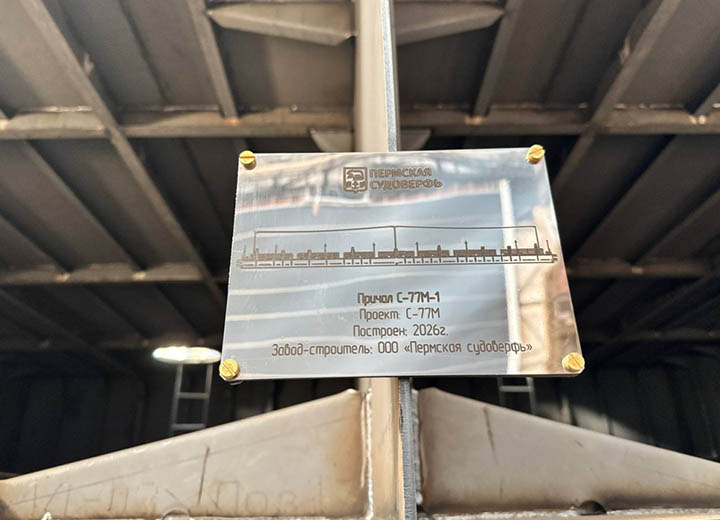 ПЕРМСКАЯ
СУДОВЕРФЬ
Причал С-77М-1
Проект: С-77М
Построен: 2026г.
Завод-строитель: ООО «Пермская судоверфь»